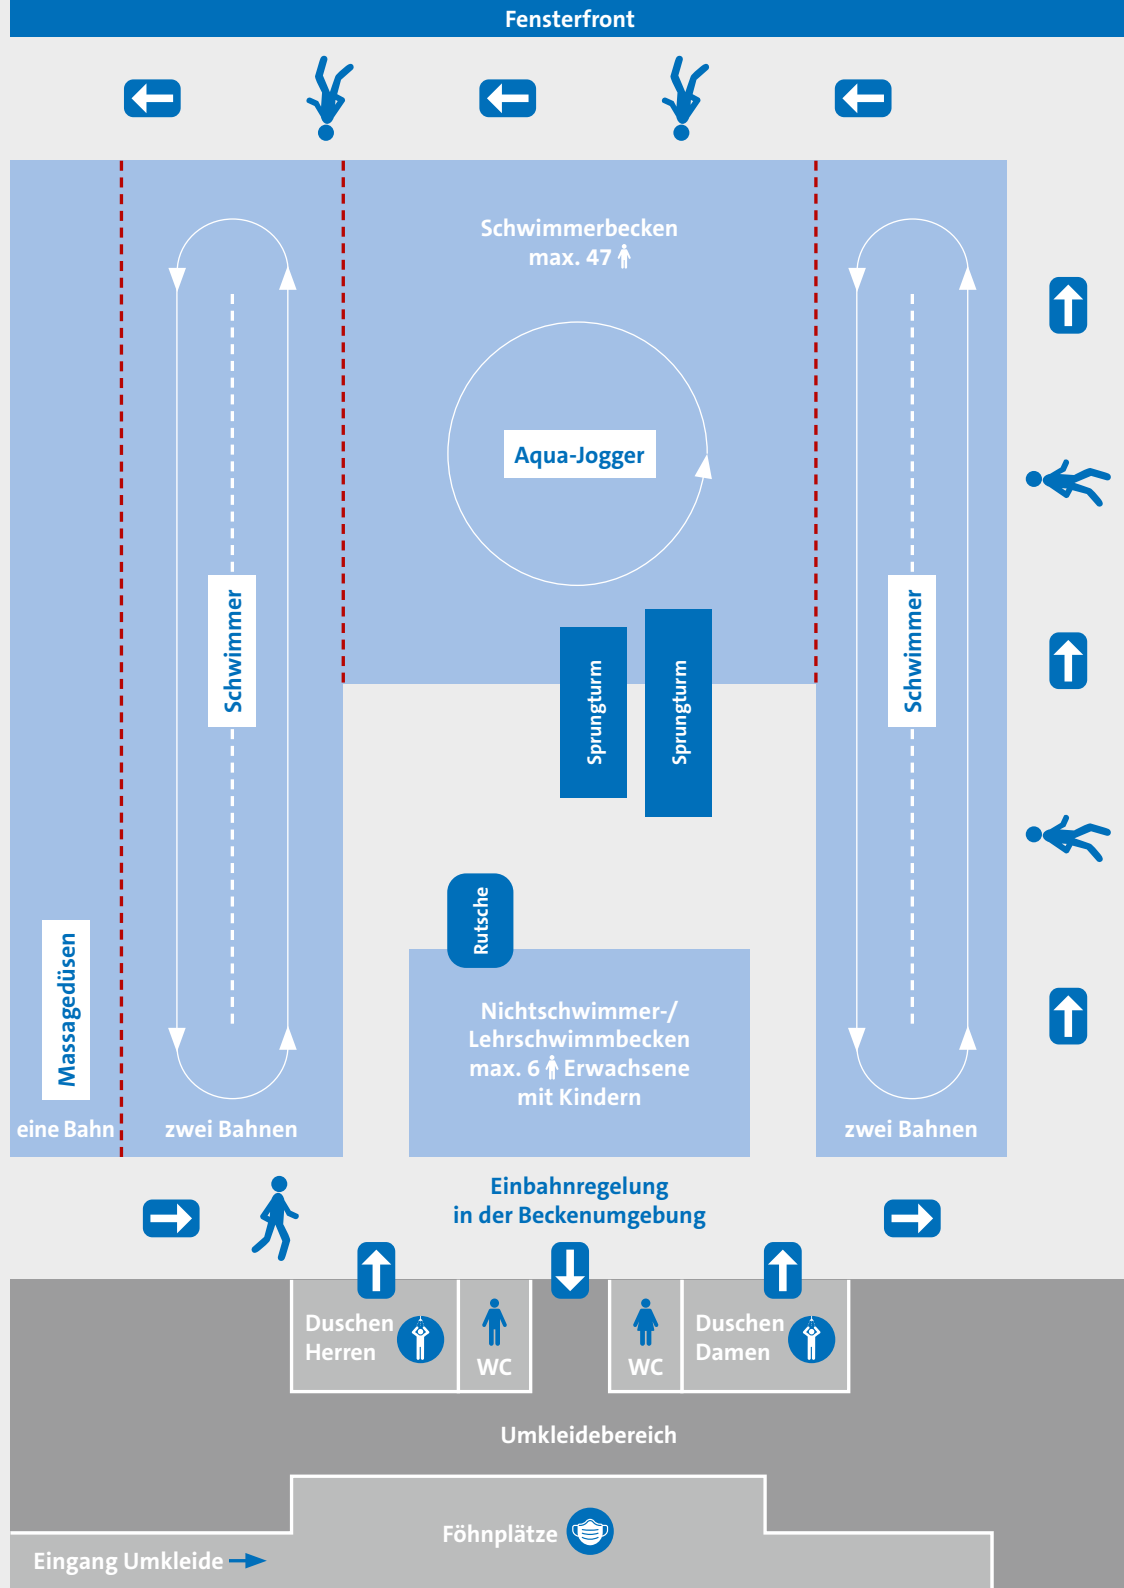 Fensterfront
Schwimmerbecken
max. 47
Aqua-Jogger
Schwimmer
Schwimmer
Sprungturm
Sprungturm
Rutsche
Massagedüsen
Nichtschwimmer-/
Lehrschwimmbecken
max. 6 Erwachsene
mit Kindern
eine Bahn
zwei Bahnen
zwei Bahnen
Einbahnregelung
in der Beckenumgebung
Duschen
Herren
WC
WC
Duschen
Damen
Umkleidebereich
Föhnplätze
Eingang Umkleide